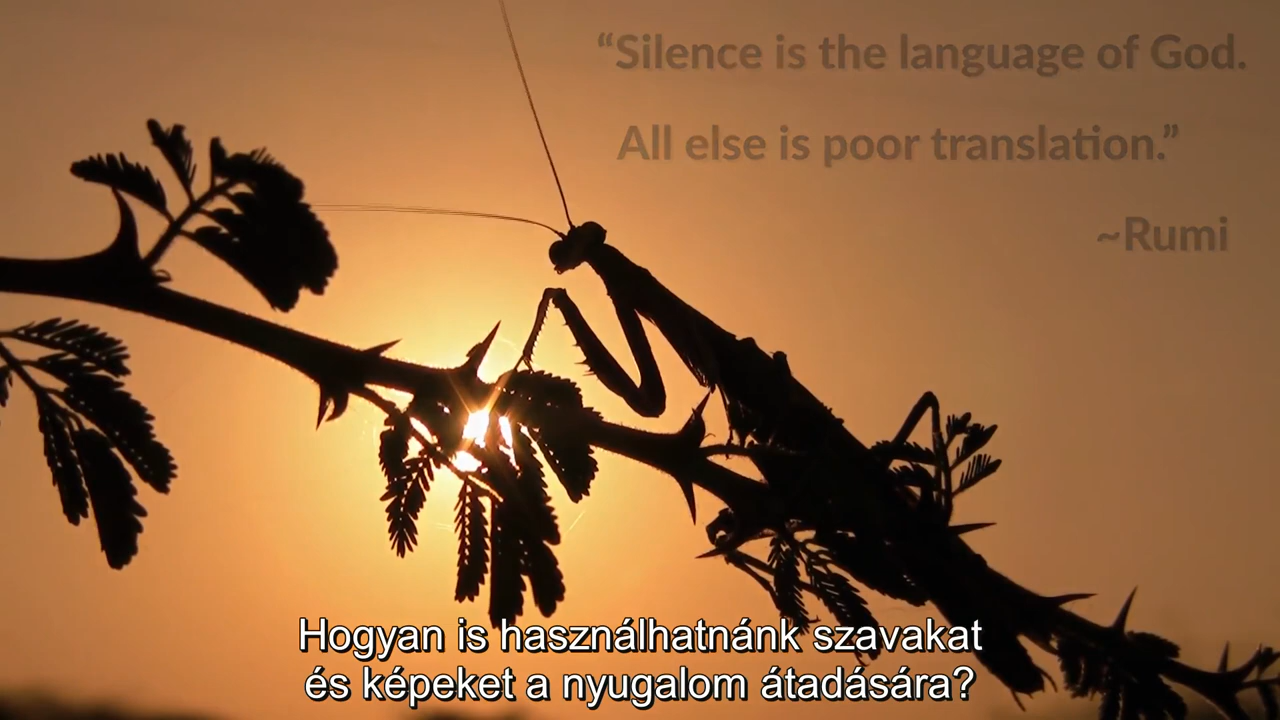 “Silence is the language of God.
All else is poor translation.”
~Rumi
Hogyan is használhatnánk szavakat
és képeket a nyugalom átadására?